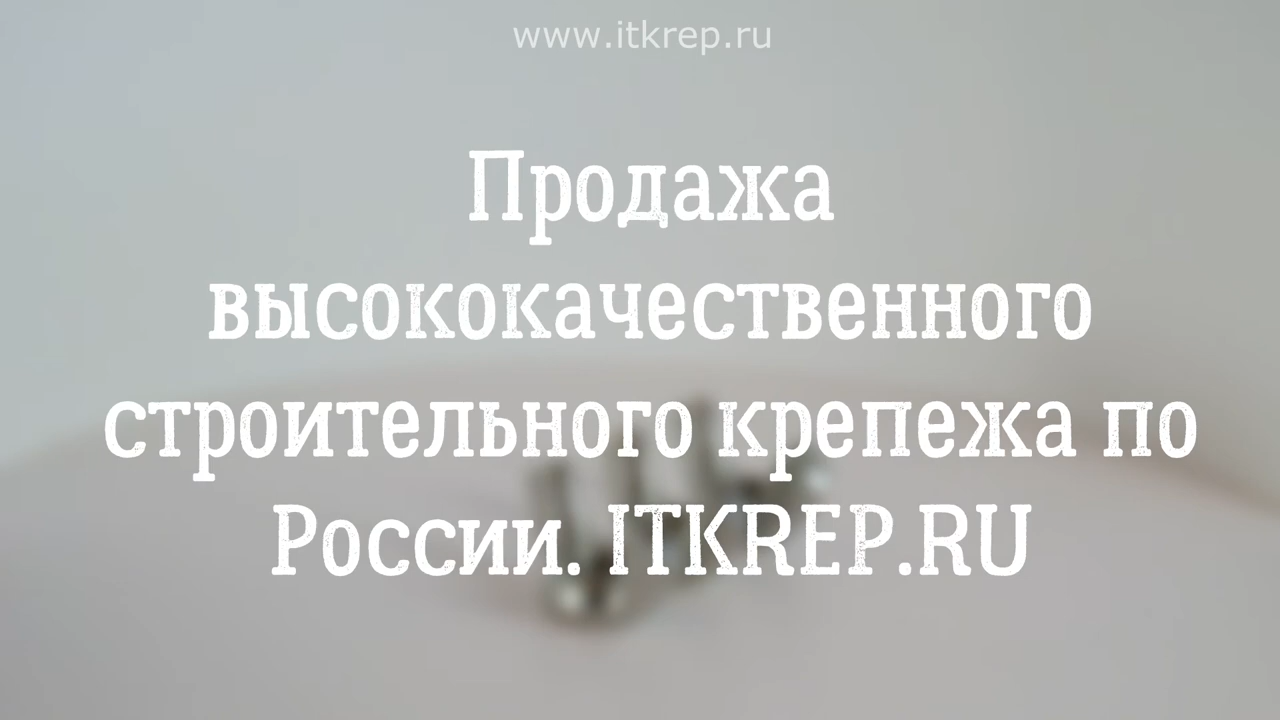 www.itkrep.ru
Продажа
высококачественного
строительного крепежа по
России. ITKREP.RU